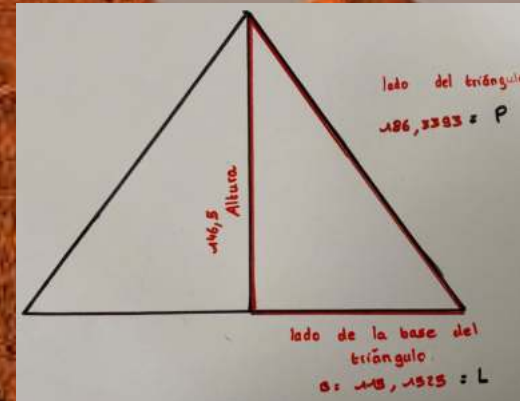 lado del triángulo
186,3393 = P
146,5
Altura
lado de la base del
triángulo.
B= 115,1525 = L